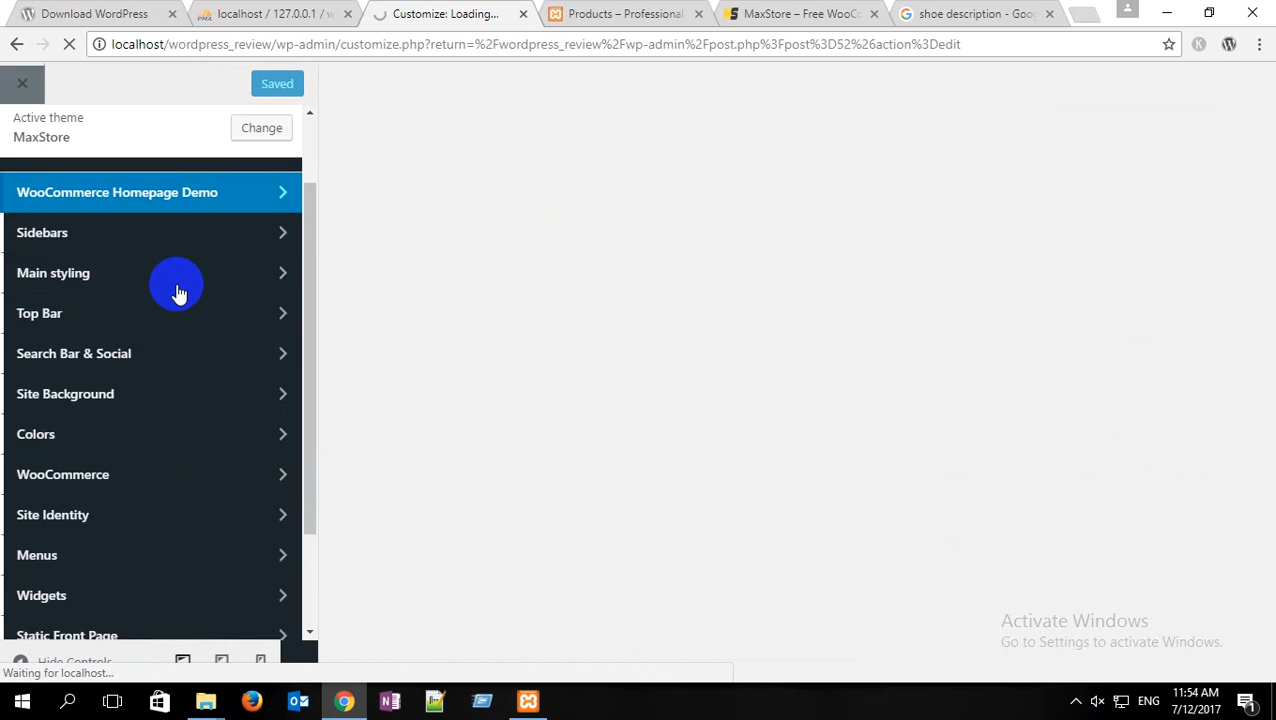 Download WordPress
localhost / 127.0.0.1 / w
Customize: Loading...
Products – Professional
MaxStore – Free WooCo
shoe description - Goog
localhost/wordpress_review/wp-admin/customize.php?return=%2Fwordpress_review%2Fwp-admin%2Fpost.php%3Fpost%3D52%26action%3Dedit
Saved
Active theme
MaxStore
Change
WooCommerce Homepage Demo
Sidebars
Main styling
Top Bar
Search Bar & Social
Site Background
Colors
WooCommerce
Site Identity
Menus
Widgets
Static Front Page
Hide Controls
Waiting for localhost...
Activate Windows
Go to Settings to activate Windows.
ENG
11:54 AM
7/12/2017